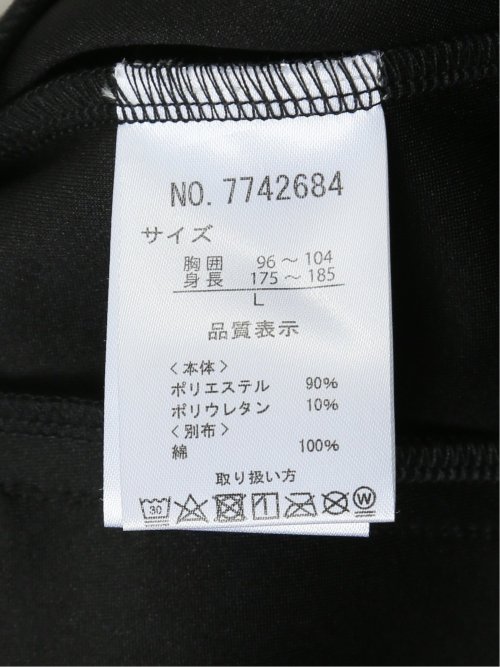 NO. 7742684
サイズ
胸囲 96〜104
身長 175〜185
L
品質表示
〈本体〉
ポリエステル 90%
ポリウレタン 10%
〈別布〉
綿 100%
取り扱い方
30 W